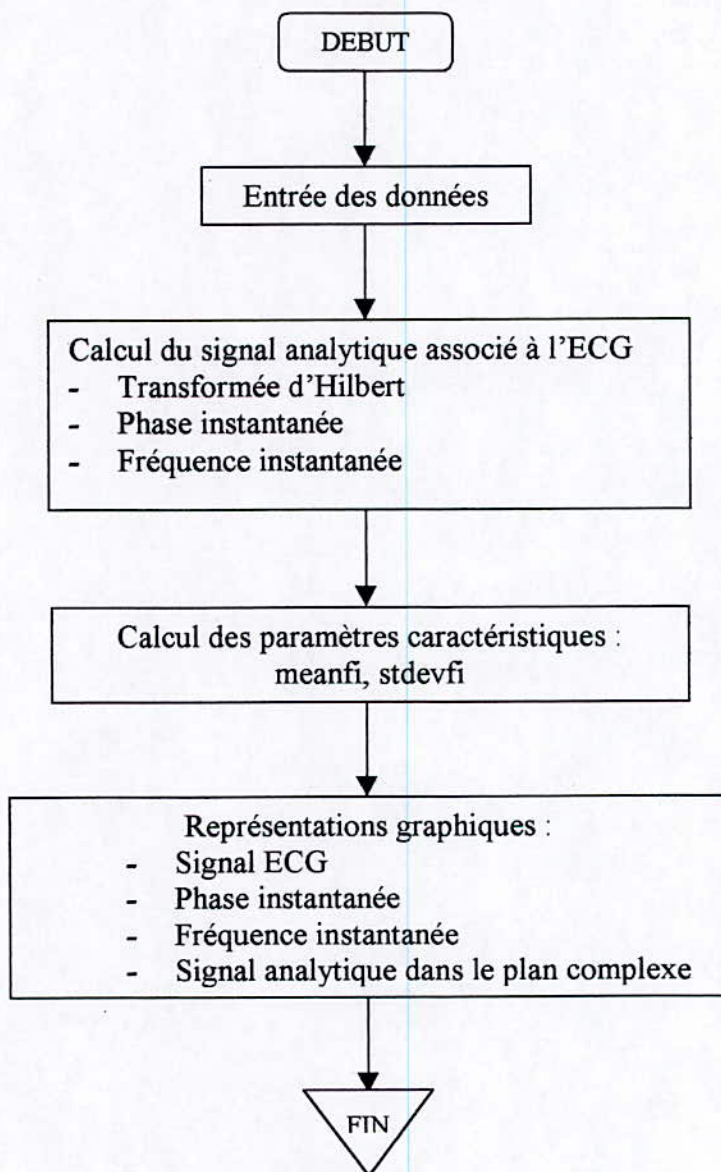 DEBUT
Entrée des données
Calcul du signal analytique associé à l'ECG
- Transformée d'Hilbert
- Phase instantanée
- Fréquence instantanée
Calcul des paramètres caractéristiques :
meanfi, stdevfi
Représentations graphiques :
- Signal ECG
- Phase instantanée
- Fréquence instantanée
- Signal analytique dans le plan complexe
FIN